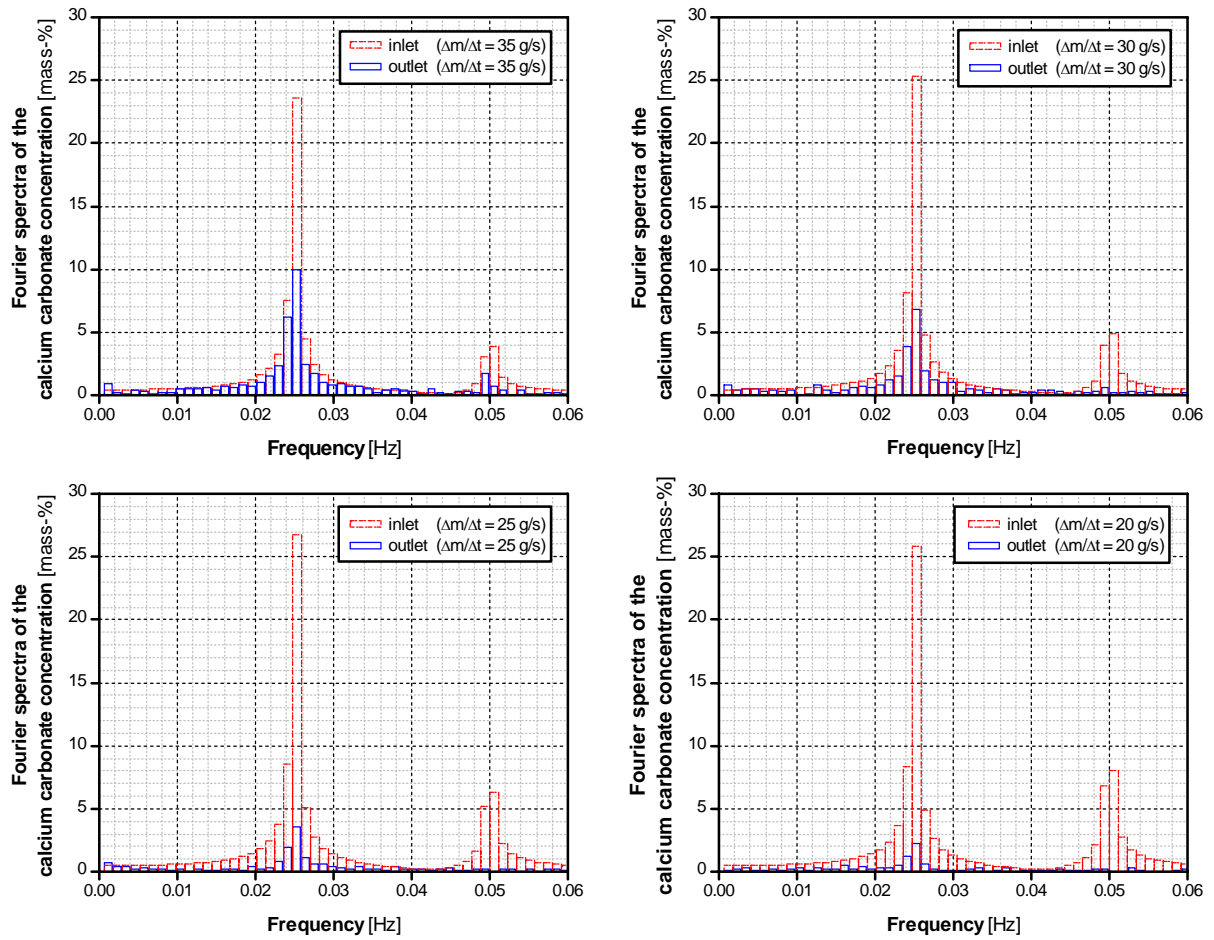 Fourier sperctra of the
calcium carbonate concentration [mass-%]
30
25
20
15
10
5
0
inlet (Δm/Δt = 35 g/s)
outlet (Δm/Δt = 35 g/s)
0.00 0.01 0.02 0.03 0.04 0.05 0.06
Frequency [Hz]
Fourier sperctra of the
calcium carbonate concentration [mass-%]
30
25
20
15
10
5
0
inlet (Δm/Δt = 30 g/s)
outlet (Δm/Δt = 30 g/s)
0.00 0.01 0.02 0.03 0.04 0.05 0.06
Frequency [Hz]
Fourier sperctra of the
calcium carbonate concentration [mass-%]
30
25
20
15
10
5
0
inlet (Δm/Δt = 25 g/s)
outlet (Δm/Δt = 25 g/s)
0.00 0.01 0.02 0.03 0.04 0.05 0.06
Frequency [Hz]
Fourier sperctra of the
calcium carbonate concentration [mass-%]
30
25
20
15
10
5
0
inlet (Δm/Δt = 20 g/s)
outlet (Δm/Δt = 20 g/s)
0.00 0.01 0.02 0.03 0.04 0.05 0.06
Frequency [Hz]